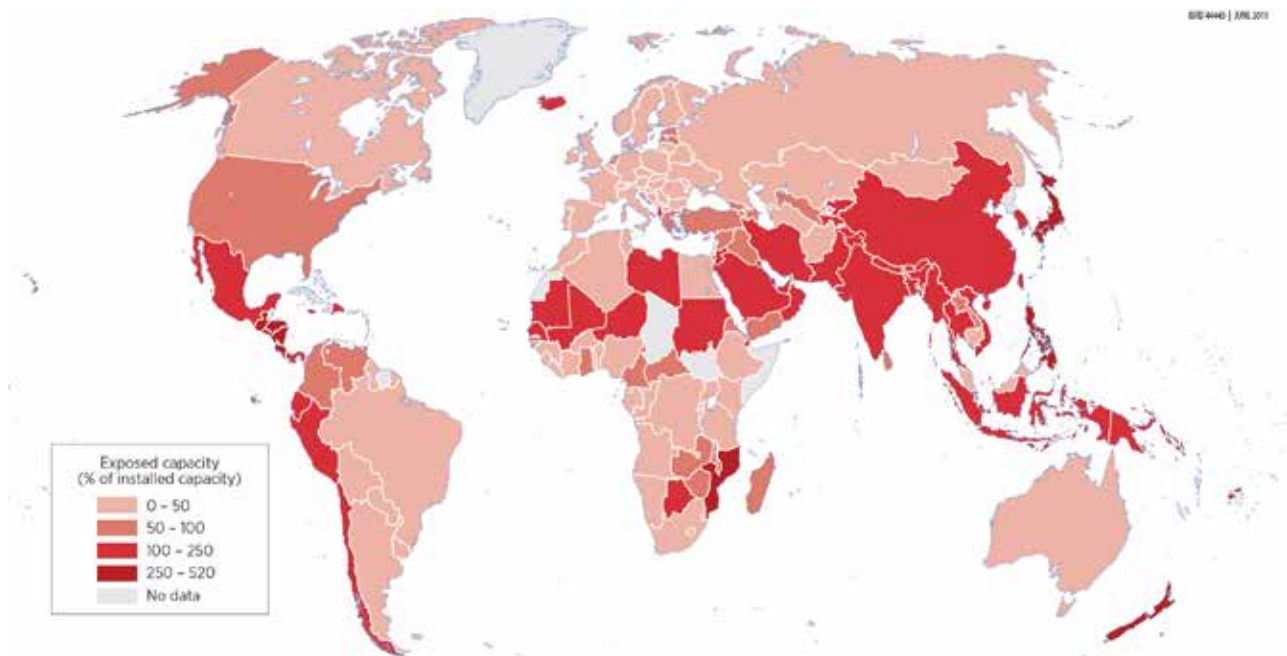 Exposed capacity
(% of installed capacity)
0 – 50
50 – 100
100 – 250
250 – 520
No data